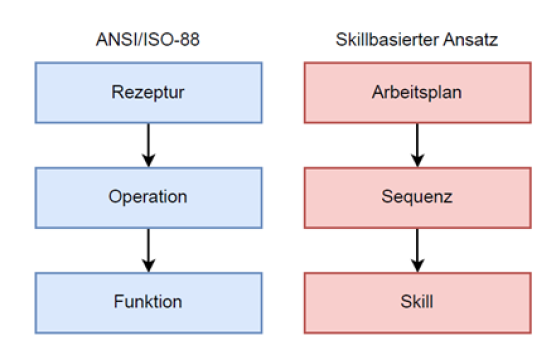 ANSI/ISO-88
Skillbasierter Ansatz
Rezeptur
Arbeitsplan
Operation
Sequenz
Funktion
Skill